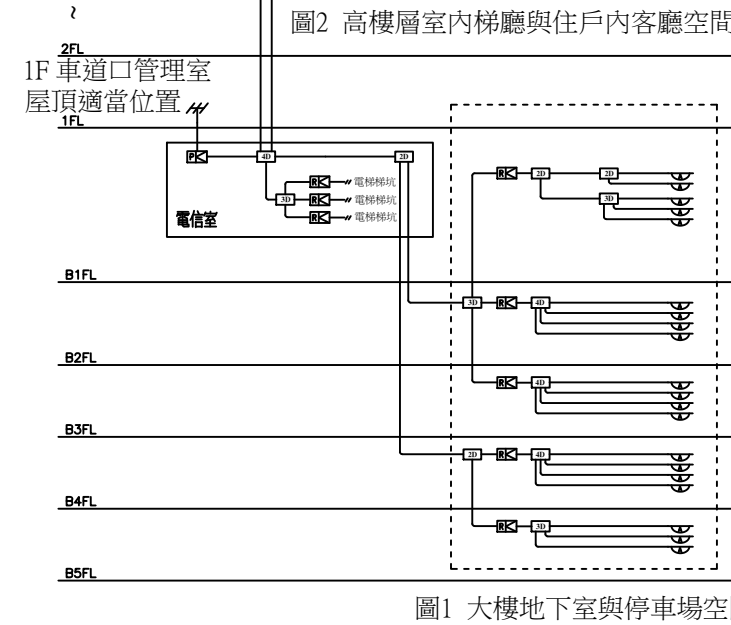 ~
圖2 高樓層室內梯廳與住戶內客廳空間
2FL
1F 車道口管理室
屋頂適當位置
1FL
P 4D 2D
R 2D 2D
R 電梯梯坑
3D R 電梯梯坑
3D
電信室
R 電梯梯坑
B1FL
3D R 4D
B2FL
R 4D
B3FL
2D R 4D
B4FL
R 3D
B5FL
圖1 大樓地下室與停車場空